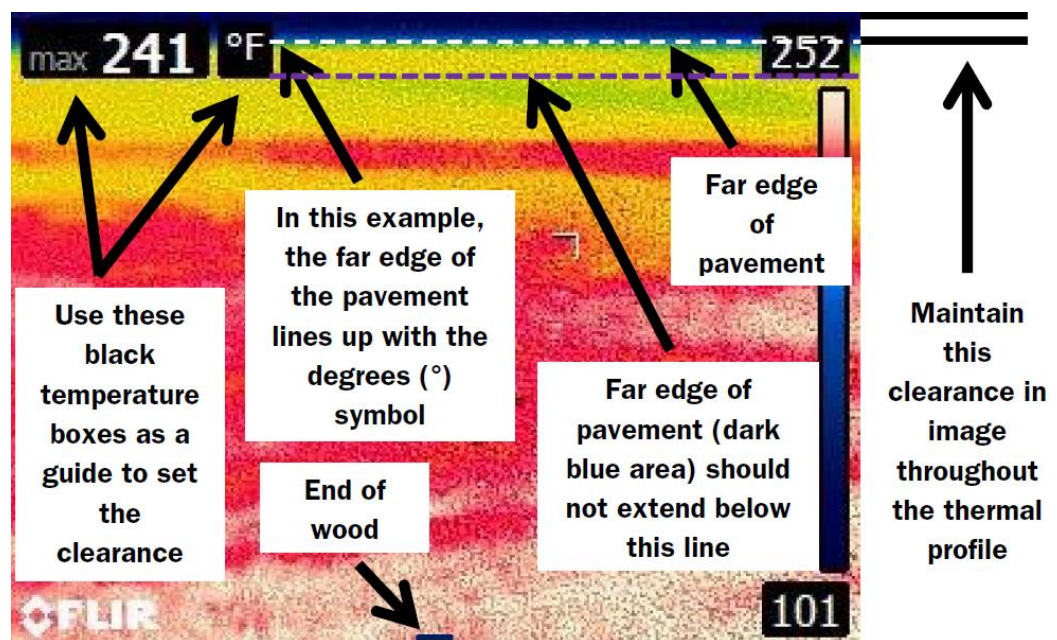 max 241 °F
252
Far edge
of
pavement
In this example,
the far edge of
the pavement
lines up with the
degrees (°)
symbol
Use these
black
temperature
boxes as a
guide to set
the
clearance
Maintain
this
clearance in
image
throughout
the thermal
profile
Far edge of
pavement (dark
blue area) should
not extend below
this line
End of
wood
FLIR
101